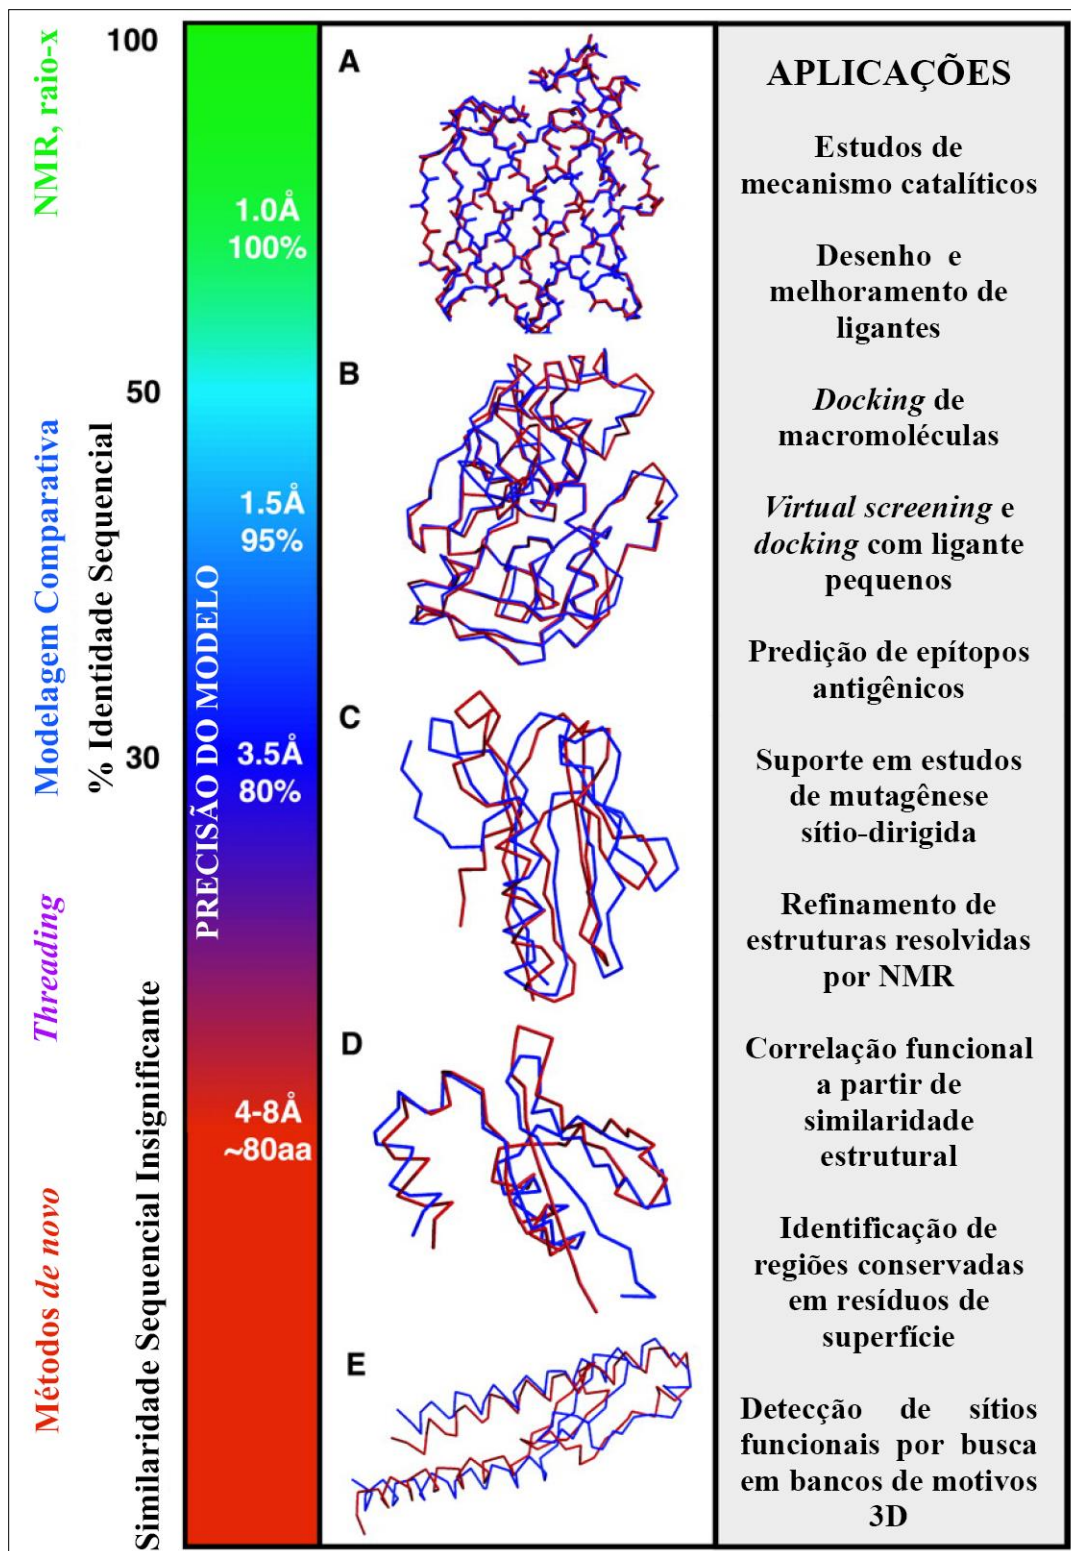 NMR, raio-x
Modelagem Comparativa
Threading
Métodos de novo
% Identidade Sequencial
Similaridade Sequencial Insignificante
100
50
30
PRECISÃO DO MODELO
1.0Å
100%
1.5Å
95%
3.5Å
80%
4-8Å
~80aa
A
B
C
D
E
APLICAÇÕES
Estudos de
mecanismo catalíticos
Desenho e
melhoramento de
ligantes
Docking de
macromoléculas
Virtual screening e
docking com ligante
pequenos
Predição de epítopos
antigênicos
Suporte em estudos
de mutagênese
sítio-dirigida
Refinamento de
estruturas resolvidas
por NMR
Correlação funcional
a partir de
similaridade
estrutural
Identificação de
regiões conservadas
em resíduos de
superfície
Detecção de sítios
funcionais por busca
em bancos de motivos
3D